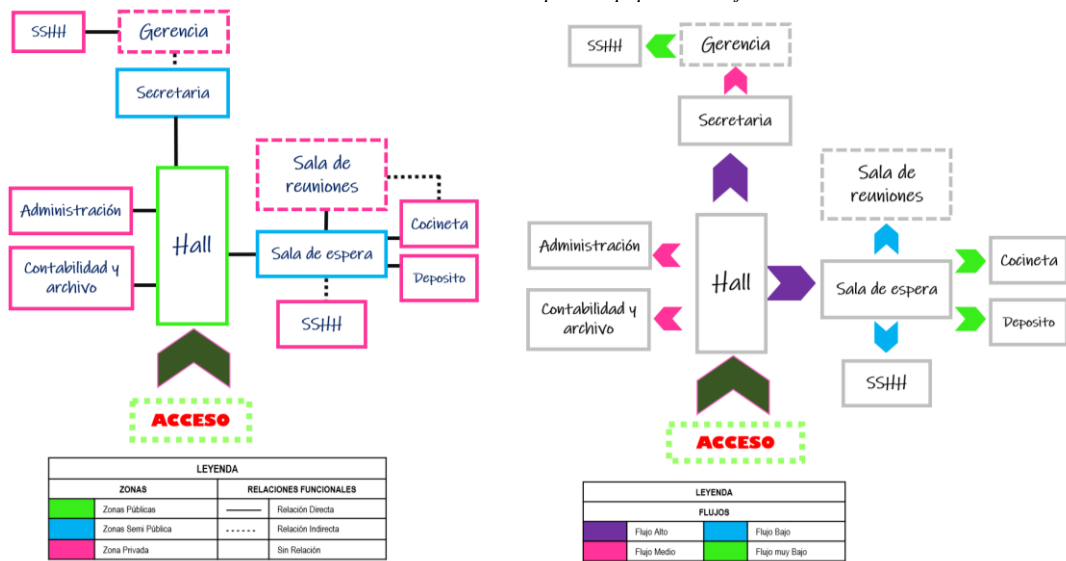 SSHH
Gerencia
Secretaria
Sala de
reuniones
Administración
Hall
Cocineta
Sala de espera
Contabilidad y
archivo
Deposito
SSHH
ACCESO
LEYENDA
ZONAS
RELACIONES FUNCIONALES
Zonas Públicas
Relación Directa
Zonas Semi Pública
Relación Indirecta
Zona Privada
Sin Relación
SSHH
Gerencia
Secretaria
Sala de
reuniones
Administración
Hall
Cocineta
Sala de espera
Contabilidad y
archivo
Deposito
SSHH
ACCESO
LEYENDA
FLUJOS
Flujo Alto
Flujo Bajo
Flujo Medio
Flujo muy Bajo